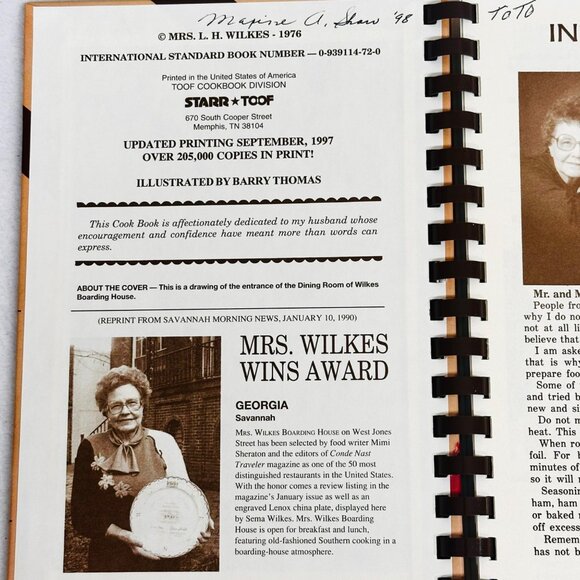 Maxine A. Shaw '98
TOTO
© MRS. L. H. WILKES - 1976
INTERNATIONAL STANDARD BOOK NUMBER — 0-939114-72-0
Printed in the United States of America
TOOF COOKBOOK DIVISION
STARR★TOOF
670 South Cooper Street
Memphis, TN 38104
UPDATED PRINTING SEPTEMBER, 1997
OVER 205,000 COPIES IN PRINT!
ILLUSTRATED BY BARRY THOMAS
This Cook Book is affectionately dedicated to my husband whose
encouragement and confidence have meant more than words can
express.
ABOUT THE COVER — This is a drawing of the entrance of the Dining Room of Wilkes
Boarding House.
(REPRINT FROM SAVANNAH MORNING NEWS, JANUARY 10, 1990)
MRS. WILKES
WINS AWARD
GEORGIA
Savannah
MRS. WILKES BOARDING HOUSE on West Jones
Street has been selected by food writer Mimi
Sheraton and the editors of Conde Nast
Traveler magazine as one of the 50 most
distinguished restaurants in the United States.
With the honor comes a review listing in the
magazine's January issue as well as an
engraved Lenox china plate, displayed here
by Sema Wilkes. Mrs. Wilkes Boarding
House is open for breakfast and lunch,
featuring old-fashioned Southern cooking in a
boarding-house atmosphere.
IN
Mr. and M
People fro
why I do no
not at all li
believe that
I am aske
that is why
prepare foo
Some of
and tried b
new and si
Do not m
heat. This
When ro
foil. For b
minutes of
so it will n
Seasonin
ham, ham
or baked
off excess
Remem
has not b